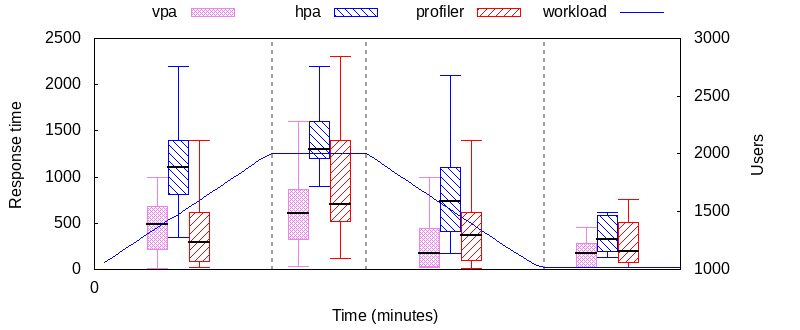 vpa hpa profiler workload
2500 3000
2000 2500
1500
1000 2000
500 1500
0 1000
0
Response time
Users
Time (minutes)